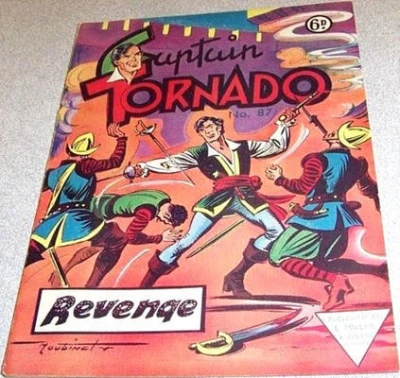 6D
Captain
TORNADO
No. 87
Revenge